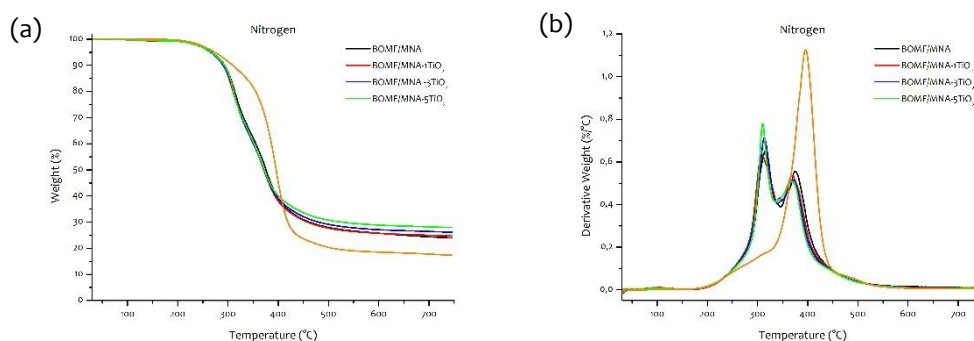 (a)
Nitrogen
100
90
80
70
60
50
40
30
20
10
0
Weight (%)
100
200
300
400
500
600
700
Temperature (°C)
BOMF/MNA
BOMF/MNA-1TiO₂
BOMF/MNA -3TiO₂
BOMF/MNA-5TiO₂
(b)
Nitrogen
1,2
1,0
0,8
0,6
0,4
0,2
0,0
Derivative Weight (%/°C)
100
200
300
400
500
600
700
Temperature (°C)
BOMF/MNA
BOMF/MNA-1TiO₂
BOMF/MNA-3TiO₂
BOMF/MNA-5TiO₂